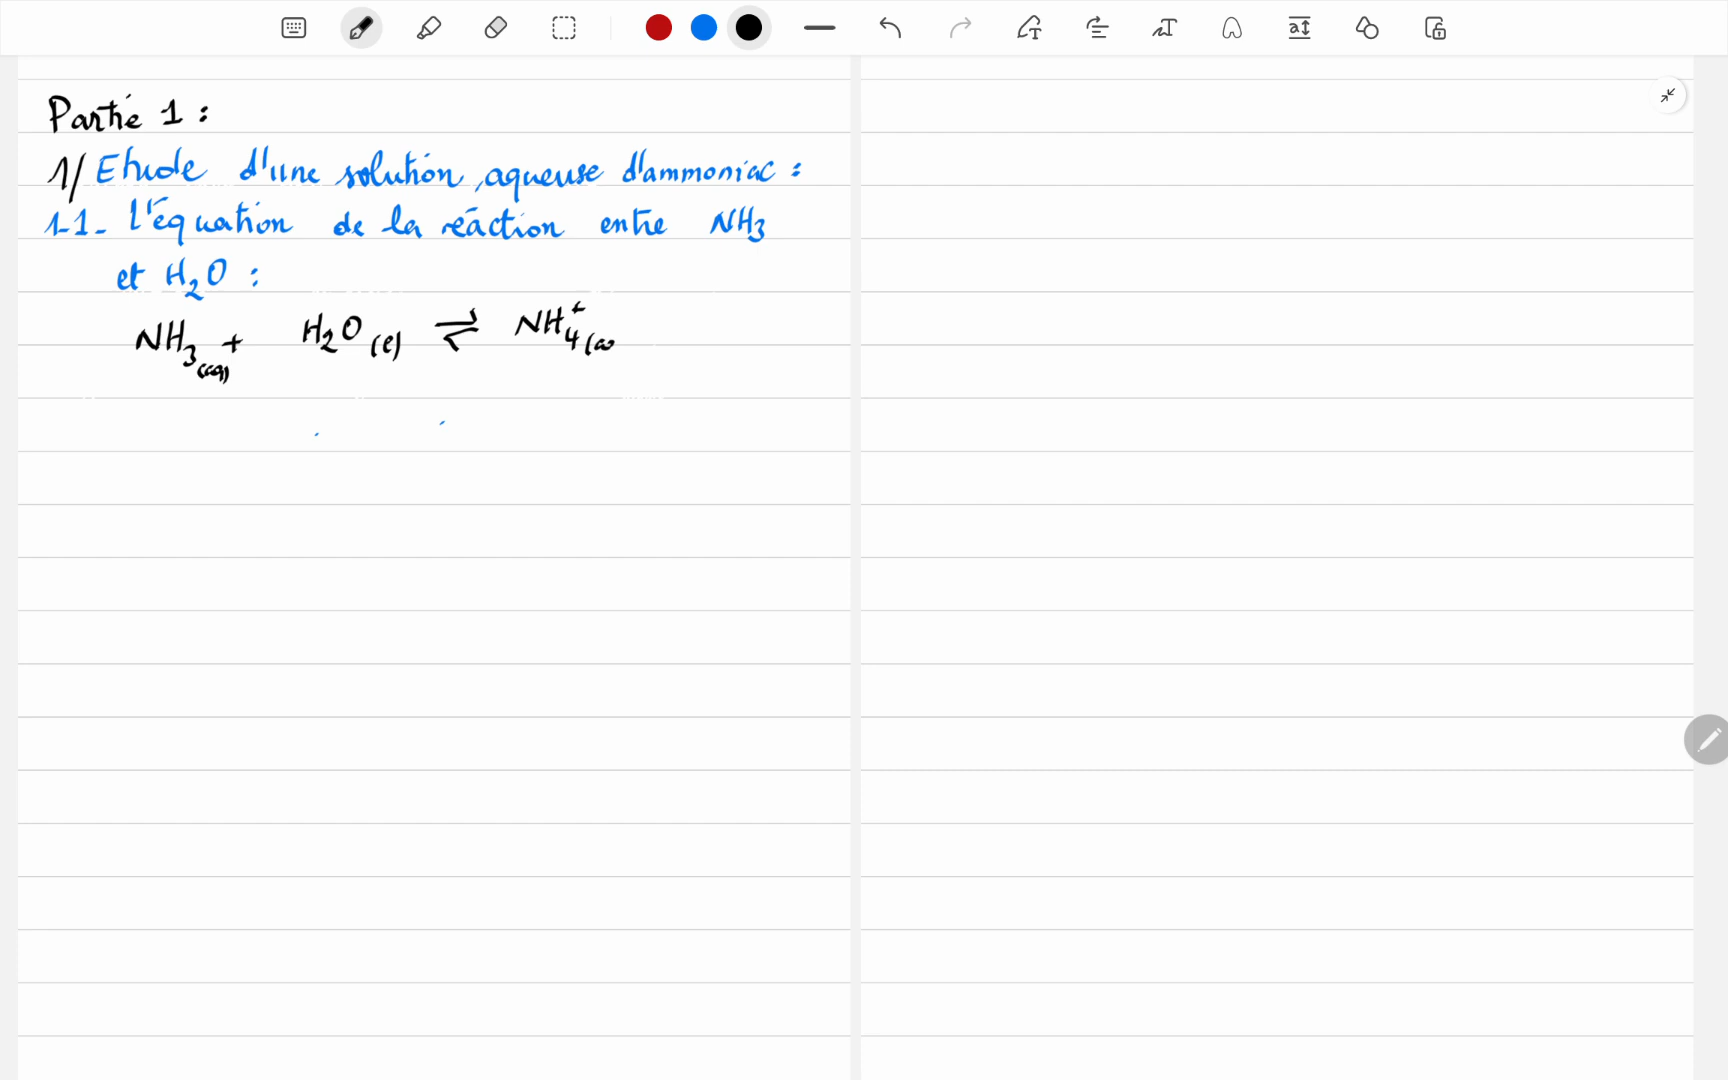 Partie 1 :
1/ Etude d'une solution aqueuse d'ammoniac :
1-1- l'équation de la réaction entre NH3
et H2O :
NH3(aq) + H2O(l) ⇌ NH4+(a